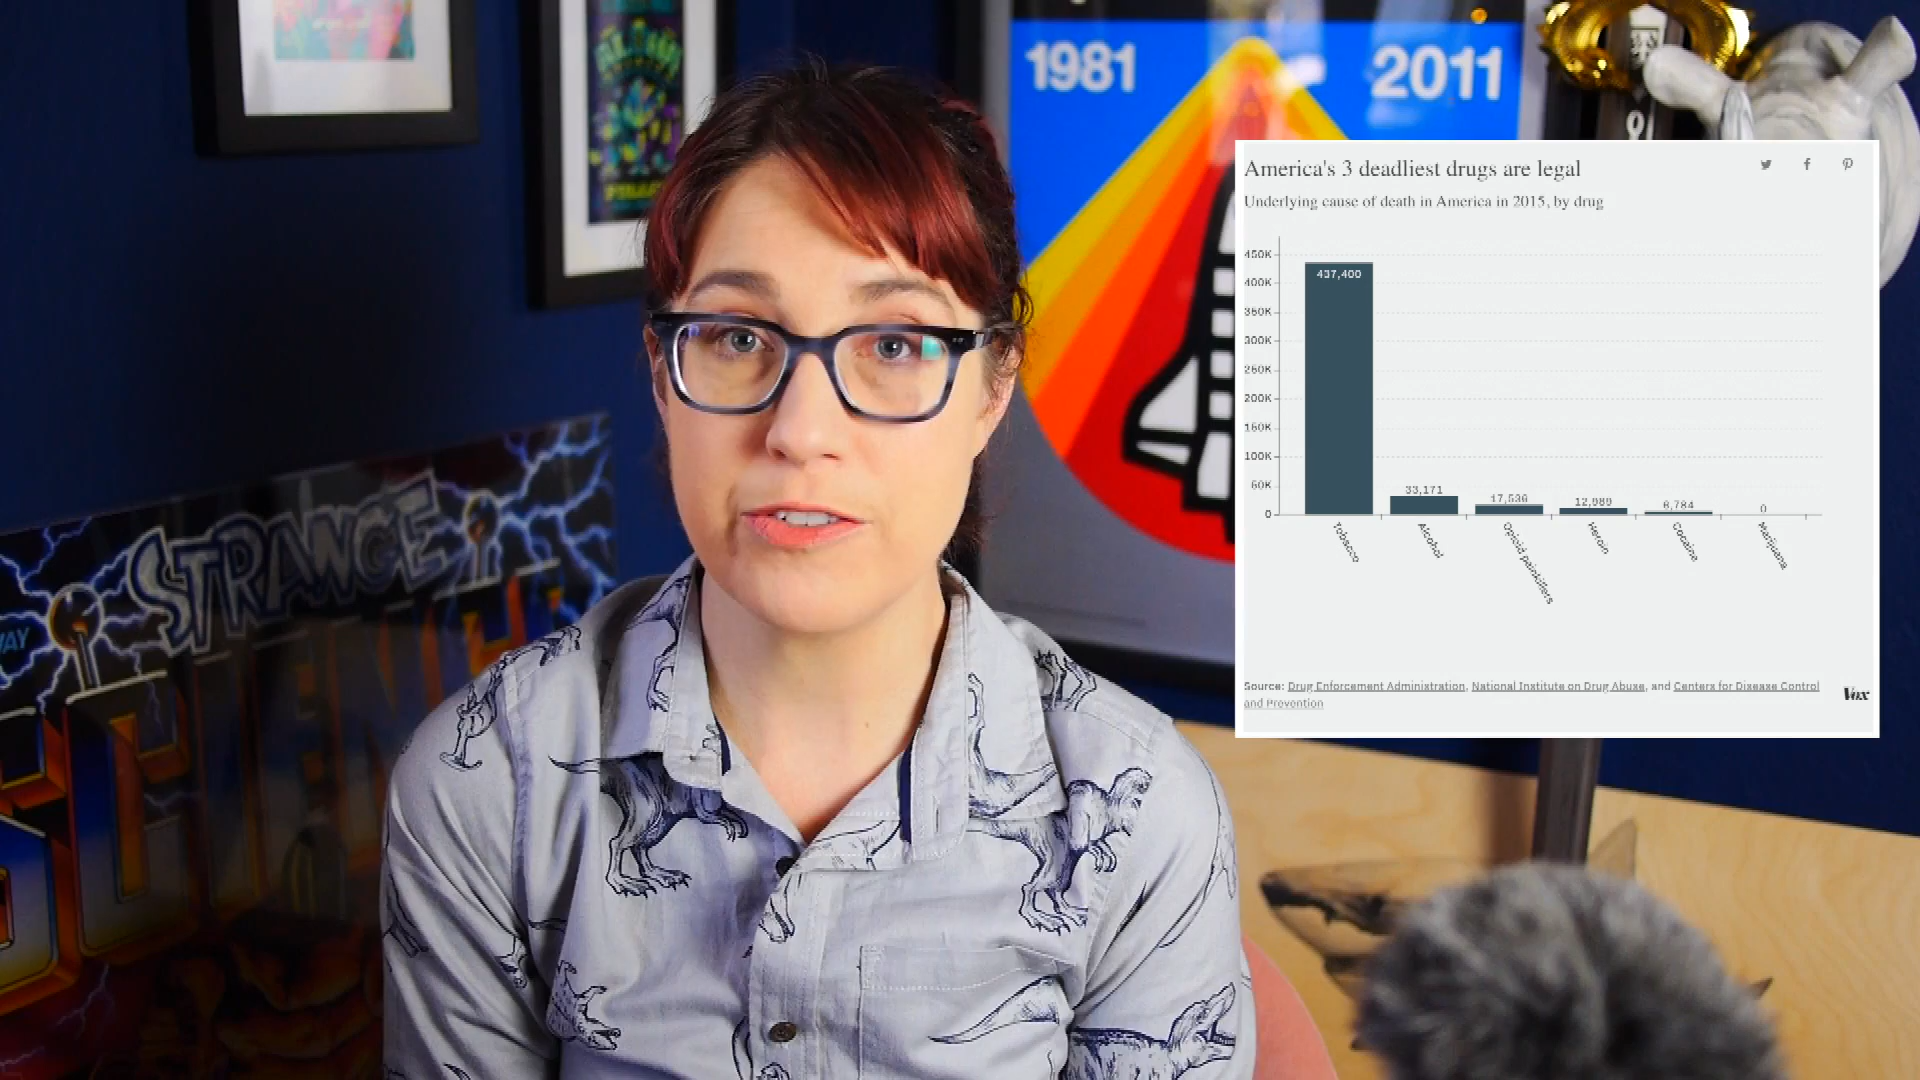 1981 2011
America's 3 deadliest drugs are legal
Underlying cause of death in America in 2015, by drug
450K
400K
350K
300K
250K
200K
150K
100K
50K
0
437,400
33,171
17,536
12,989
6,784
0
Tobacco
Alcohol
Opioid painkillers
Heroin
Cocaine
Marijuana
Source: Drug Enforcement Administration, National Institute on Drug Abuse, and Centers for Disease Control
and Prevention
Vox
STRANGE